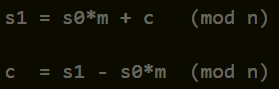 s1 = s0*m + c   (mod n)
c  = s1 - s0*m  (mod n)